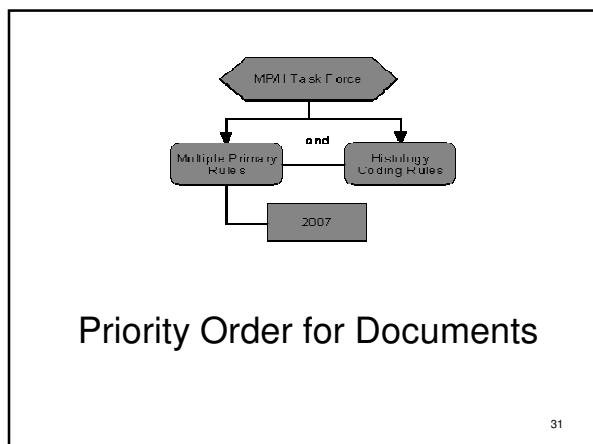 MP/H Task Force
and
Multiple Primary
Rules
Histology
Coding Rules
2007
Priority Order for Documents
31